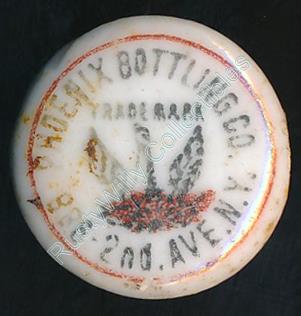 PHOENIX BOTTLING CO.
TRADE MARK
2ND. AVE. N.Y.